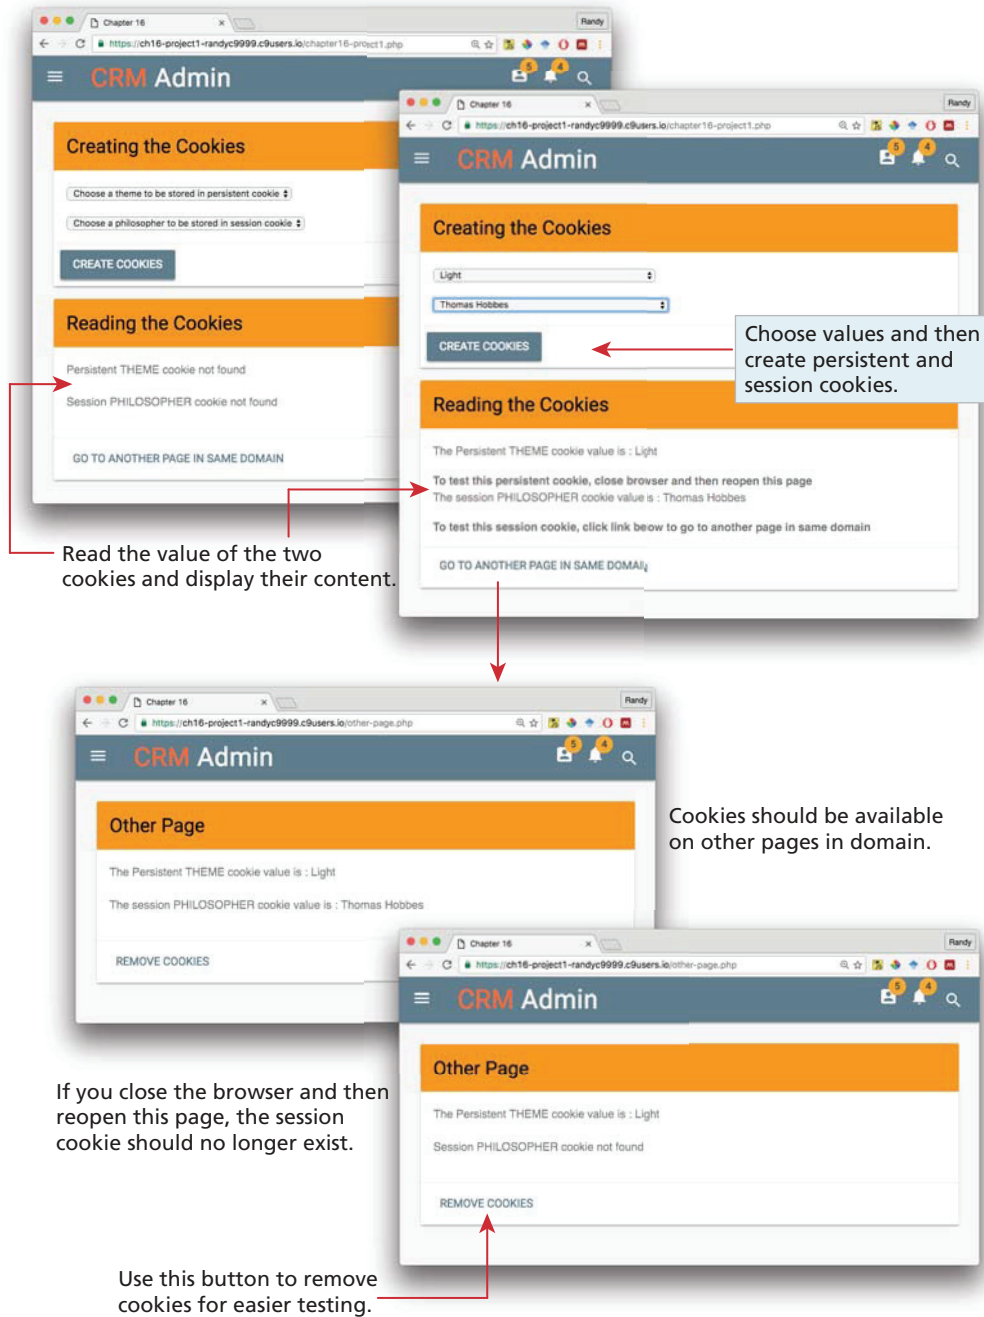 Chapter 16
Randy
https://ch16-project1-randyc9999.c9users.io/chapter16-project1.php
CRM Admin
5
4
Creating the Cookies
Choose a theme to be stored in persistent cookie
Choose a philosopher to be stored in session cookie
CREATE COOKIES
Reading the Cookies
Persistent THEME cookie not found
Session PHILOSOPHER cookie not found
GO TO ANOTHER PAGE IN SAME DOMAIN
Chapter 16
Randy
https://ch16-project1-randyc9999.c9users.io/chapter16-project1.php
CRM Admin
5
4
Creating the Cookies
Light
Thomas Hobbes
CREATE COOKIES
Choose values and then
create persistent and
session cookies.
Reading the Cookies
The Persistent THEME cookie value is : Light
To test this persistent cookie, close browser and then reopen this page
The session PHILOSOPHER cookie value is : Thomas Hobbes
To test this session cookie, click link below to go to another page in same domain
GO TO ANOTHER PAGE IN SAME DOMAIN
Read the value of the two
cookies and display their content.
Chapter 16
Randy
https://ch16-project1-randyc9999.c9users.io/other-page.php
CRM Admin
5
4
Other Page
The Persistent THEME cookie value is : Light
The session PHILOSOPHER cookie value is : Thomas Hobbes
REMOVE COOKIES
Cookies should be available
on other pages in domain.
Chapter 16
Randy
https://ch16-project1-randyc9999.c9users.io/other-page.php
CRM Admin
5
4
Other Page
The Persistent THEME cookie value is : Light
Session PHILOSOPHER cookie not found
REMOVE COOKIES
If you close the browser and then
reopen this page, the session
cookie should no longer exist.
Use this button to remove
cookies for easier testing.